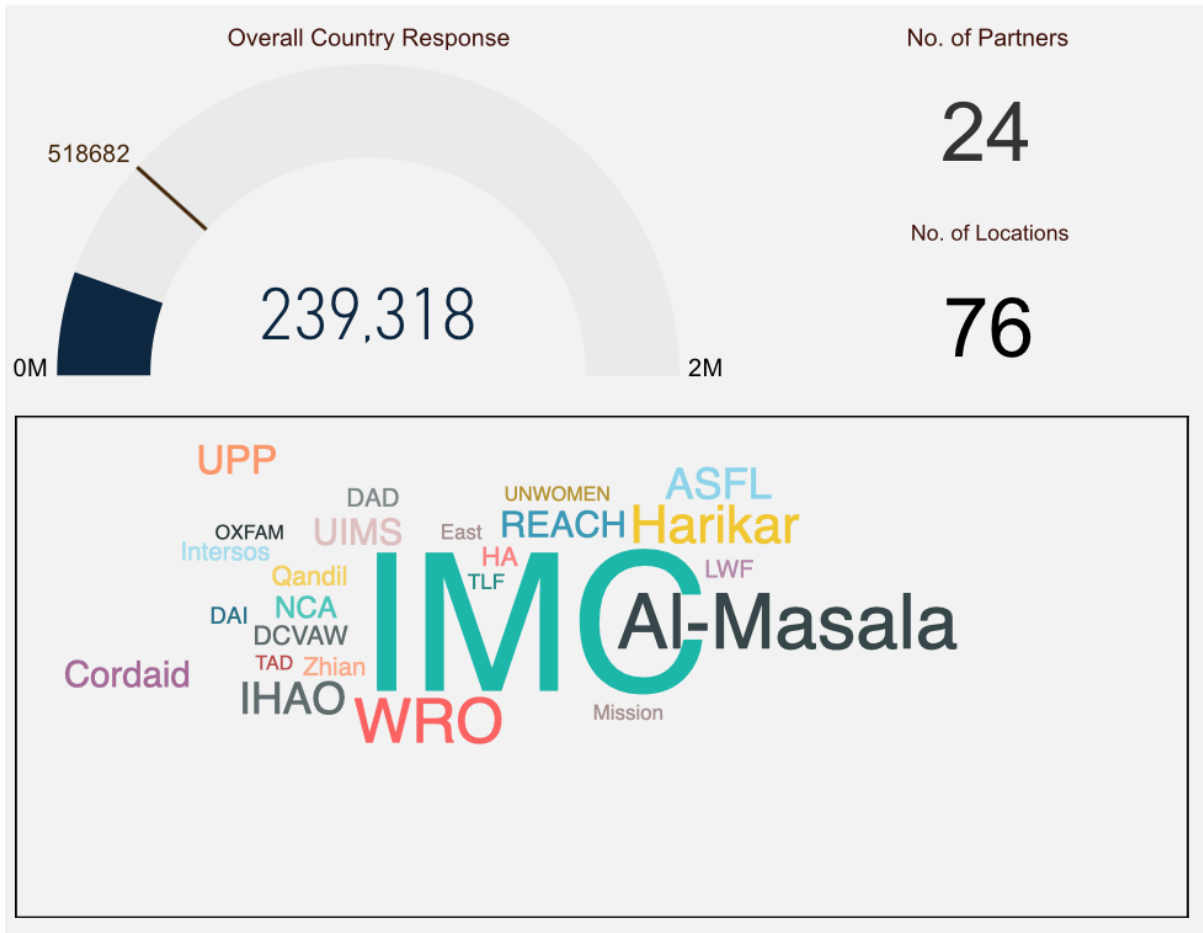 Overall Country Response
No. of Partners
24
518682
No. of Locations
239,318
76
0M
2M
UPP
ASFL
DAD
UNWOMEN
OXFAM
UIMS
East
REACH
Harikar
Intersos
HA
Qandil
TLF
LWF
DAI
NCA
DCVAW
IMC
Al-Masala
TAD
Zhian
Cordaid
IHAO
WRO
Mission